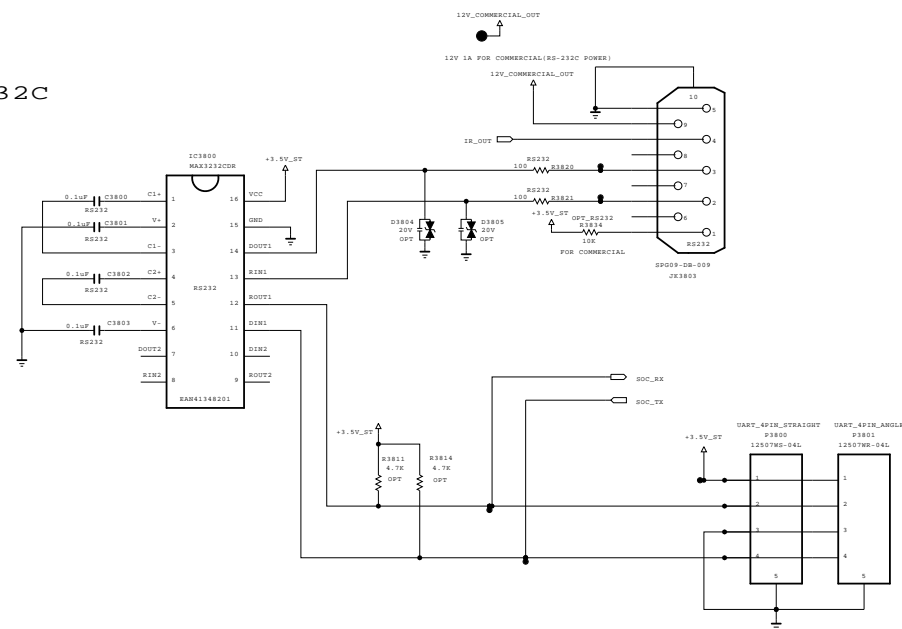 12V_COMMERCIAL_OUT
12V 1A FOR COMMERCIAL(RS-232C POWER)
12V_COMMERCIAL_OUT
32C
10
5
9
IR_OUT
4
8
3
7
2
6
1
RS232
SPG09-DB-009
JK3803
RS232
100
R3820
RS232
100
R3821
+3.5V_ST
OPT_RS232
R3834
10K
FOR COMMERCIAL
D3804
20V
OPT
D3805
20V
OPT
IC3800
MAX3232CDR
+3.5V_ST
0.1uF
C3800
RS232
0.1uF
C3801
RS232
0.1uF
C3802
RS232
0.1uF
C3803
RS232
C1+
1
V+
2
C1-
3
C2+
4
C2-
5
V-
6
DOUT2
7
RIN2
8
16
VCC
15
GND
14
DOUT1
13
RIN1
12
ROUT1
11
DIN1
10
DIN2
9
ROUT2
RS232
EAN41348201
SOC_RX
SOC_TX
+3.5V_ST
R3811
4.7K
OPT
R3814
4.7K
OPT
+3.5V_ST
UART_4PIN_STRAIGHT
P3800
12507WS-04L
1
2
3
4
5
UART_4PIN_ANGLE
P3801
12507WR-04L
1
2
3
4
5